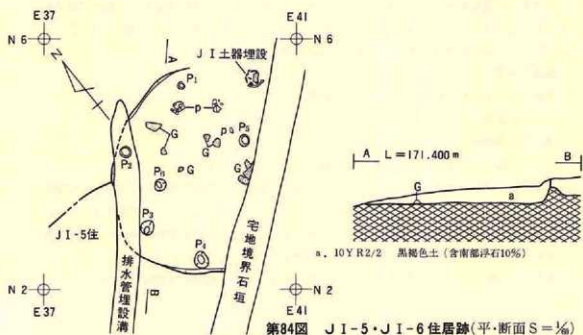 E37
E41
N6
N6
A
JI土器埋設
N
P1
p
G
p
P5
G
P2
G
G
P6
JI-5住
P3
P4
排水管埋設溝
宅地境界石垣
B
N2
N2
E37
E41
A L=171.400m B
G
a
a. 10YR2/2 黒褐色土(含南部浮石10%)
第84図 JI-5・JI-6住居跡(平・断面S=1/60)